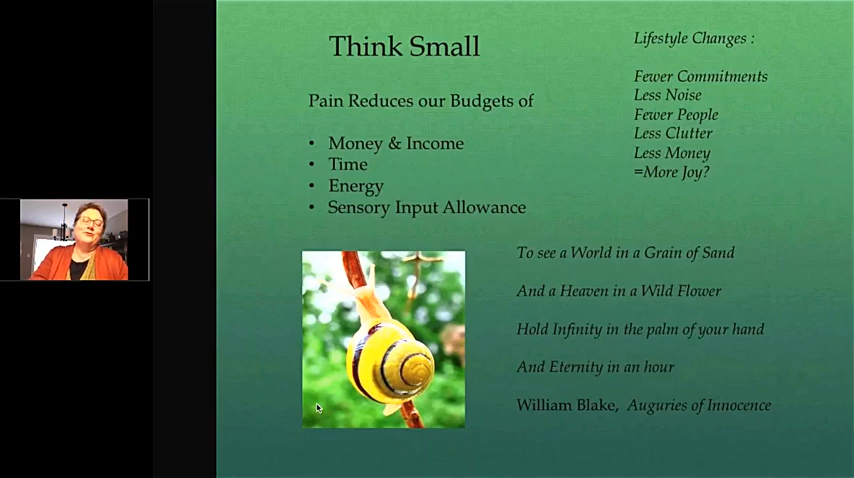 Think Small
Pain Reduces our Budgets of
• Money & Income
• Time
• Energy
• Sensory Input Allowance
Lifestyle Changes :
Fewer Commitments
Less Noise
Fewer People
Less Clutter
Less Money
=More Joy?
To see a World in a Grain of Sand
And a Heaven in a Wild Flower
Hold Infinity in the palm of your hand
And Eternity in an hour
William Blake, Auguries of Innocence